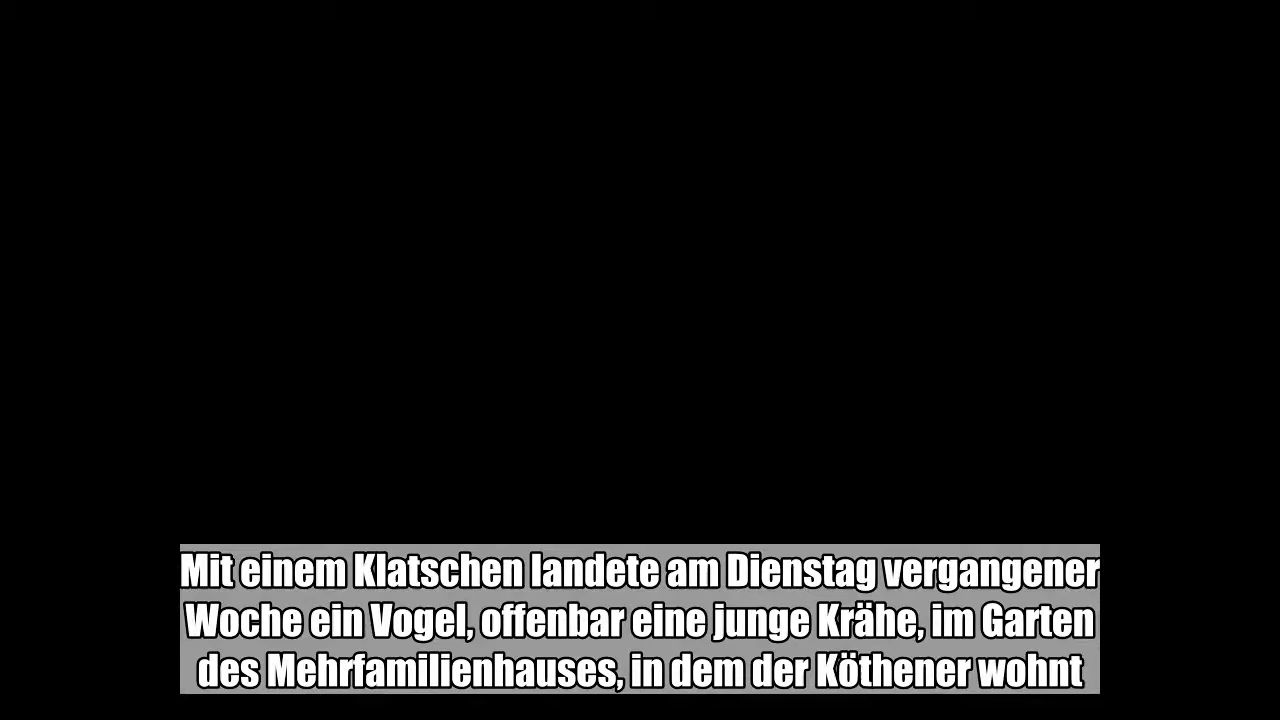 Mit einem Klatschen landete am Dienstag vergangener
Woche ein Vogel, offenbar eine junge Krähe, im Garten
des Mehrfamilienhauses, in dem der Köthener wohnt